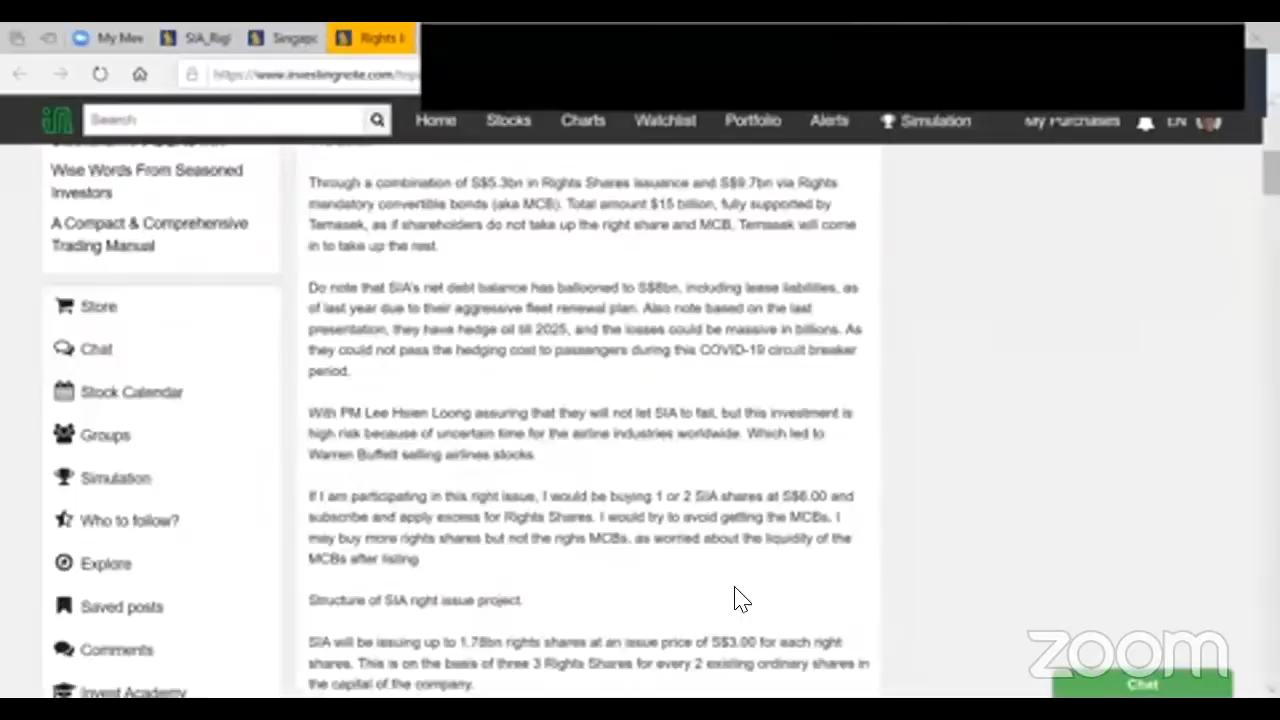 My Mee
SIA_Rigl
Singapo
Rights I
https://www.investingnote.com/
Search
Home
Stocks
Charts
Watchlist
Portfolio
Alerts
Simulation
My Purchases
EN
Wise Words From Seasoned
Investors
A Compact & Comprehensive
Trading Manual
Store
Chat
Stock Calendar
Groups
Simulation
Who to follow?
Explore
Saved posts
Comments
Invest Academy
Through a combination of S$5.3bn in Rights Shares issuance and S$9.7bn via Rights
mandatory convertible bonds (aka MCB). Total amount $15 billion, fully supported by
Temasek, as if shareholders do not take up the right share and MCB, Temasek will come
in to take up the rest.
Do note that SIA's net debt balance has ballooned to S$8bn, including lease liabilities, as
of last year due to their aggressive fleet renewal plan. Also note based on the last
presentation, they have hedge oil till 2025, and the losses could be massive in billions. As
they could not pass the hedging cost to passengers during this COVID-19 circuit breaker
period.
With PM Lee Hsien Loong assuring that they will not let SIA to fail, but this investment is
high risk because of uncertain time for the airline industries worldwide. Which led to
Warren Buffett selling airlines stocks.
If I am participating in this right issue, I would be buying 1 or 2 SIA shares at S$6.00 and
subscribe and apply excess for Rights Shares. I would try to avoid getting the MCBs. I
may buy more rights shares but not the righs MCBs, as worried about the liquidity of the
MCBs after listing
Structure of SIA right issue project
SIA will be issuing up to 1.78bn rights shares at an issue price of S$3.00 for each right
shares. This is on the basis of three 3 Rights Shares for every 2 existing ordinary shares in
the capital of the company.
zoom
Chat